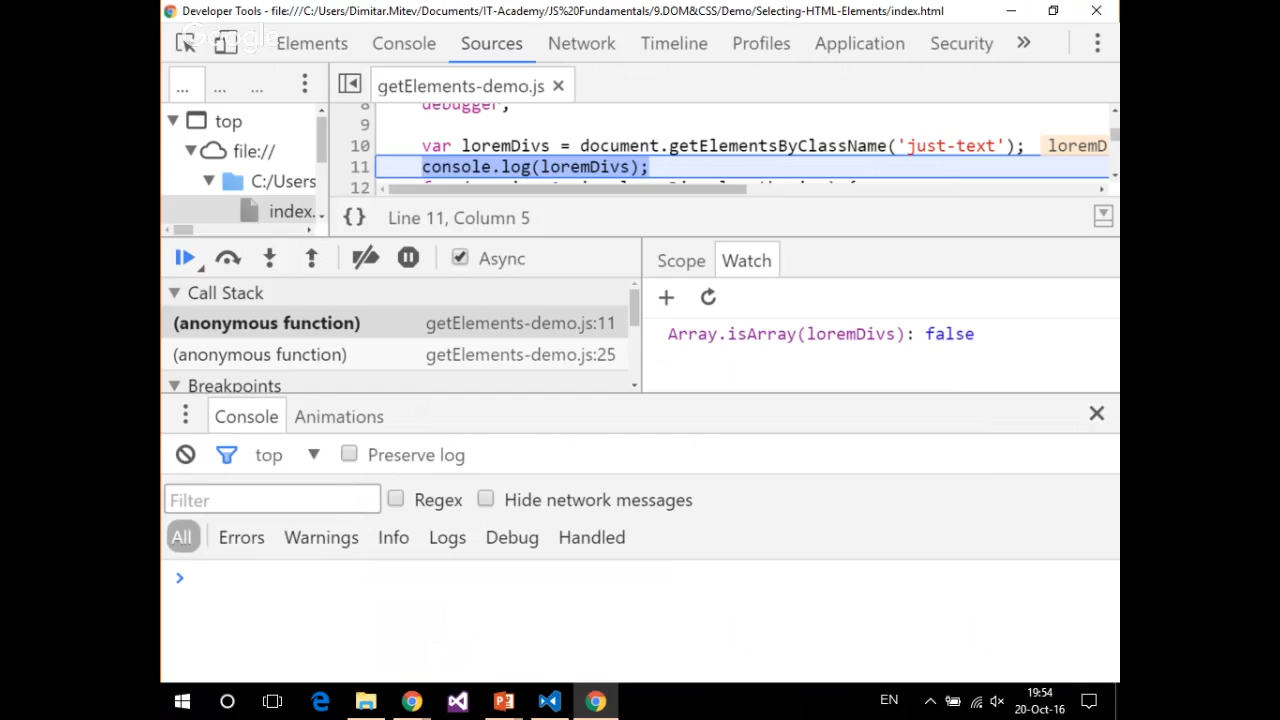 Developer Tools - file:///C:/Users/Dimitar.Mitev/Documents/IT-Academy/JS%20Fundamentals/9.DOM&CSS/Demo/Selecting-HTML-Elements/index.html
Google
Elements Console Sources Network Timeline Profiles Application Security »
... ... ... getElements-demo.js ×
top
file://
C:/Users
index.
8 debugger;
9
10 var loremDivs = document.getElementsByClassName('just-text'); loremD
11 console.log(loremDivs);
12
{} Line 11, Column 5
Async
Scope Watch
Call Stack
(anonymous function) getElements-demo.js:11
(anonymous function) getElements-demo.js:25
Breakpoints
Array.isArray(loremDivs): false
Console Animations
top Preserve log
Filter Regex Hide network messages
All Errors Warnings Info Logs Debug Handled
>
EN 19:54
20-Oct-16